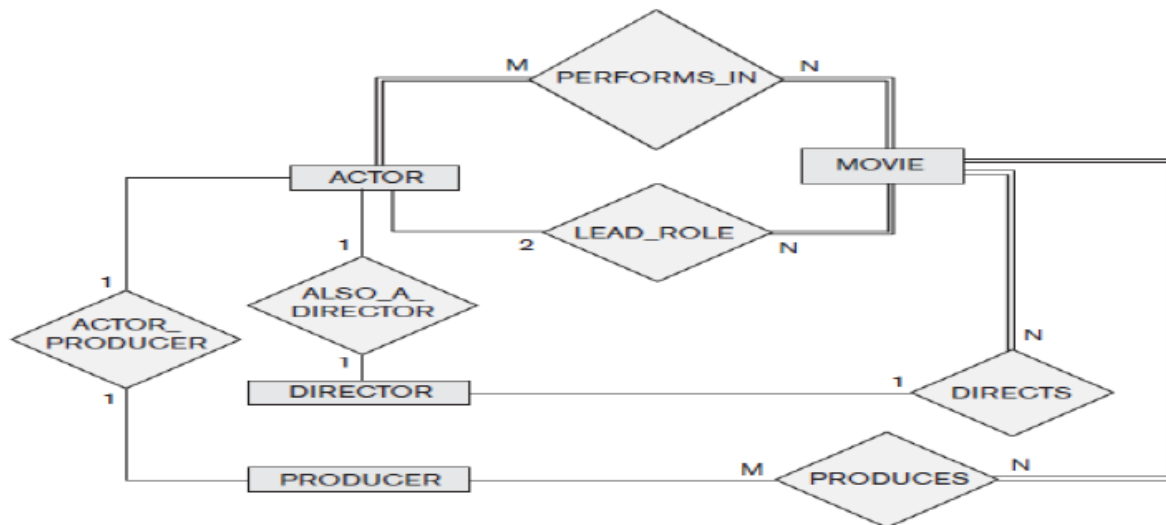 M
PERFORMS_IN
N
ACTOR
MOVIE
2
LEAD_ROLE
N
1
ALSO_A_
DIRECTOR
1
1
ACTOR_
PRODUCER
1
DIRECTOR
1
DIRECTS
N
PRODUCER
M
PRODUCES
N